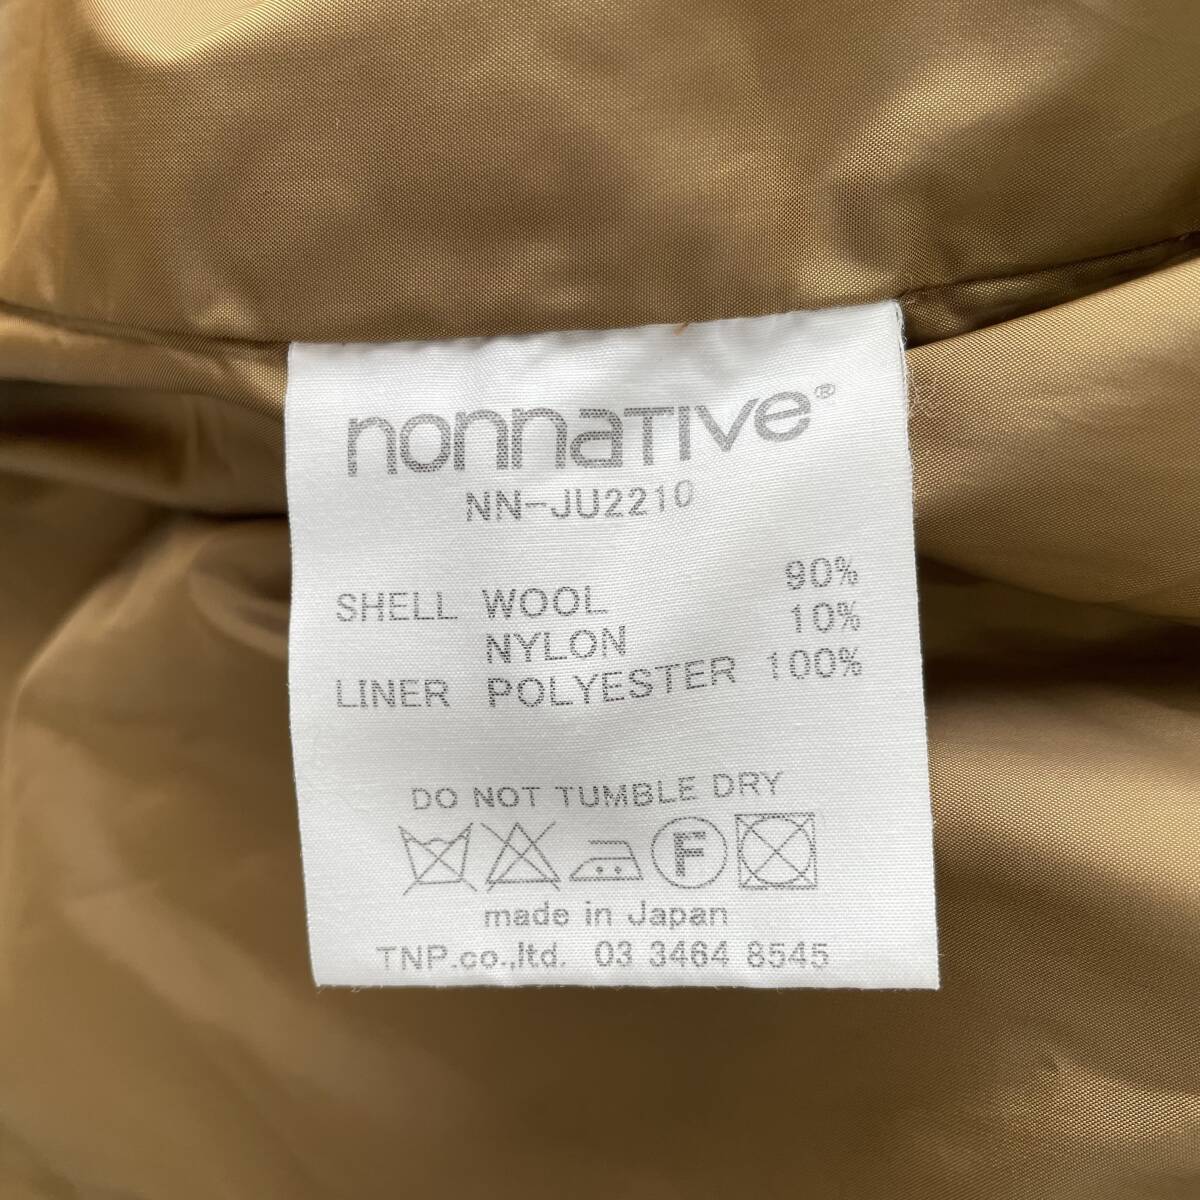 nonnative®
NN-JU2210
SHELL WOOL 90%
NYLON 10%
LINER POLYESTER 100%
DO NOT TUMBLE DRY
F
made in Japan
TNP.co.,ltd. 03 3464 8545